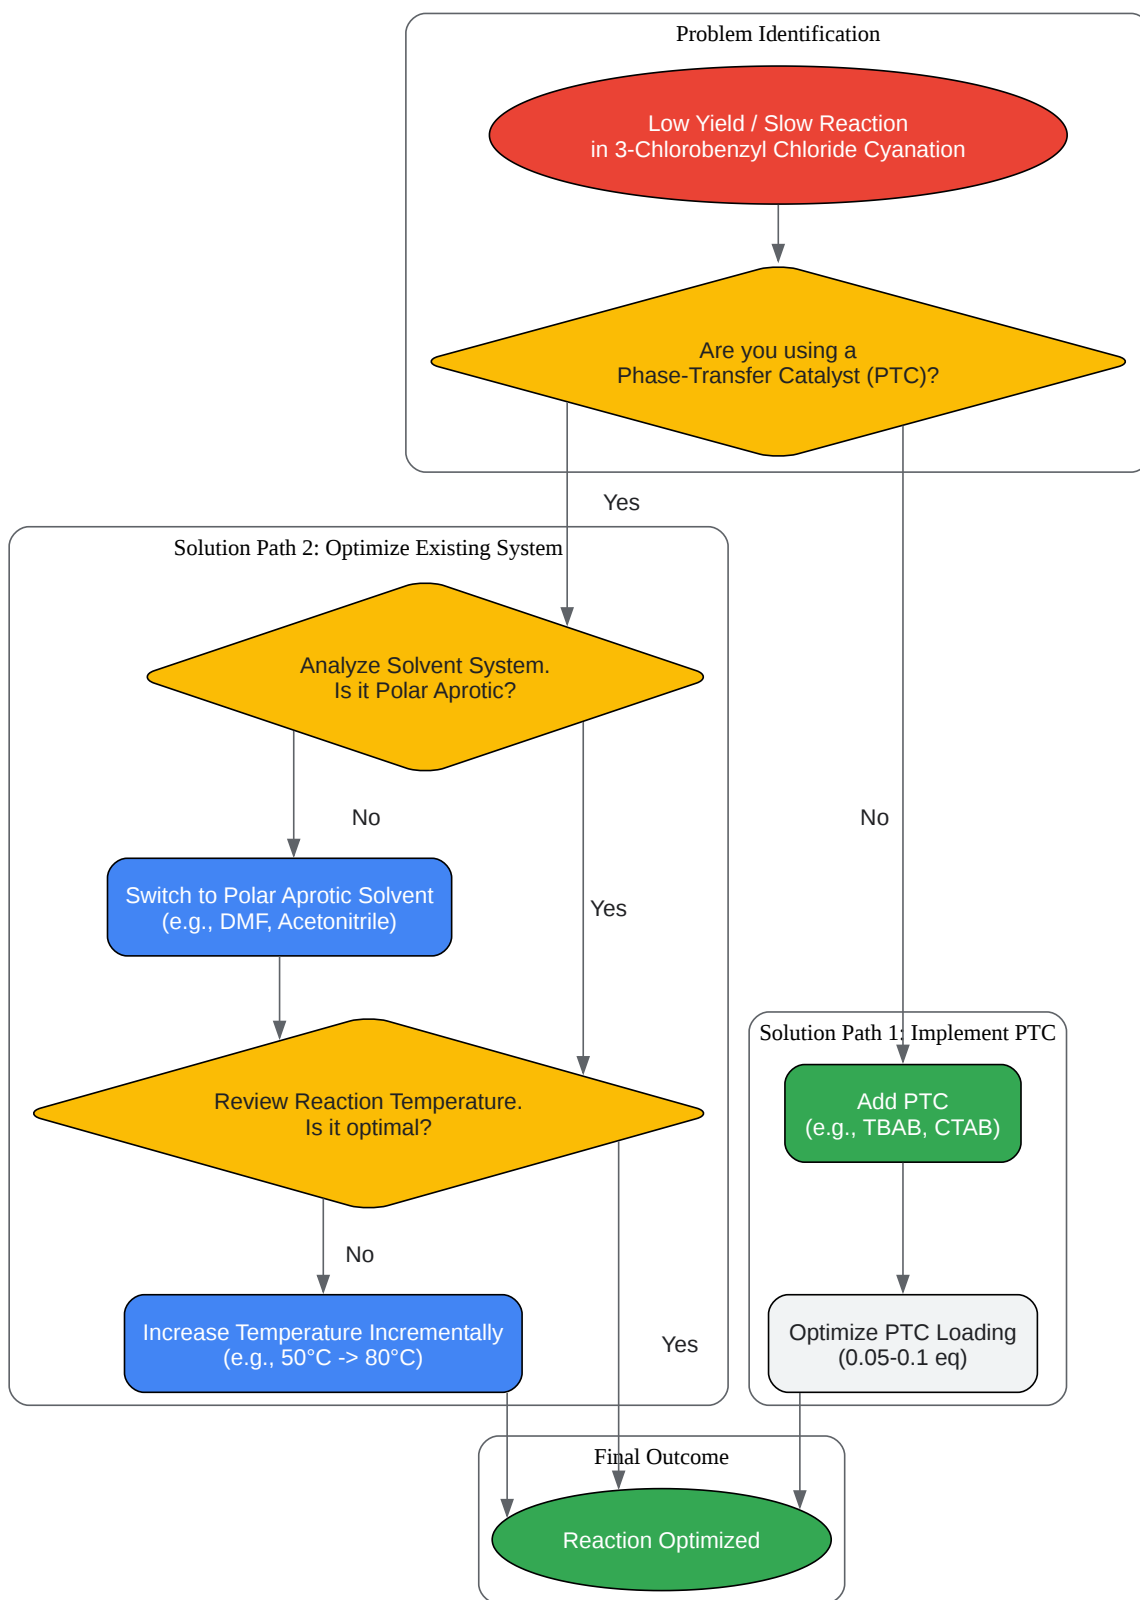 Problem Identification
Low Yield / Slow Reaction
in 3-Chlorobenzyl Chloride Cyanation
Are you using a
Phase-Transfer Catalyst (PTC)?
Yes
Solution Path 2: Optimize Existing System
Analyze Solvent System.
Is it Polar Aprotic?
No
No
Switch to Polar Aprotic Solvent
(e.g., DMF, Acetonitrile)
Yes
Solution Path 1: Implement PTC
Add PTC
(e.g., TBAB, CTAB)
Review Reaction Temperature.
Is it optimal?
No
Increase Temperature Incrementally
(e.g., 50°C -> 80°C)
Yes
Optimize PTC Loading
(0.05-0.1 eq)
Final Outcome
Reaction Optimized